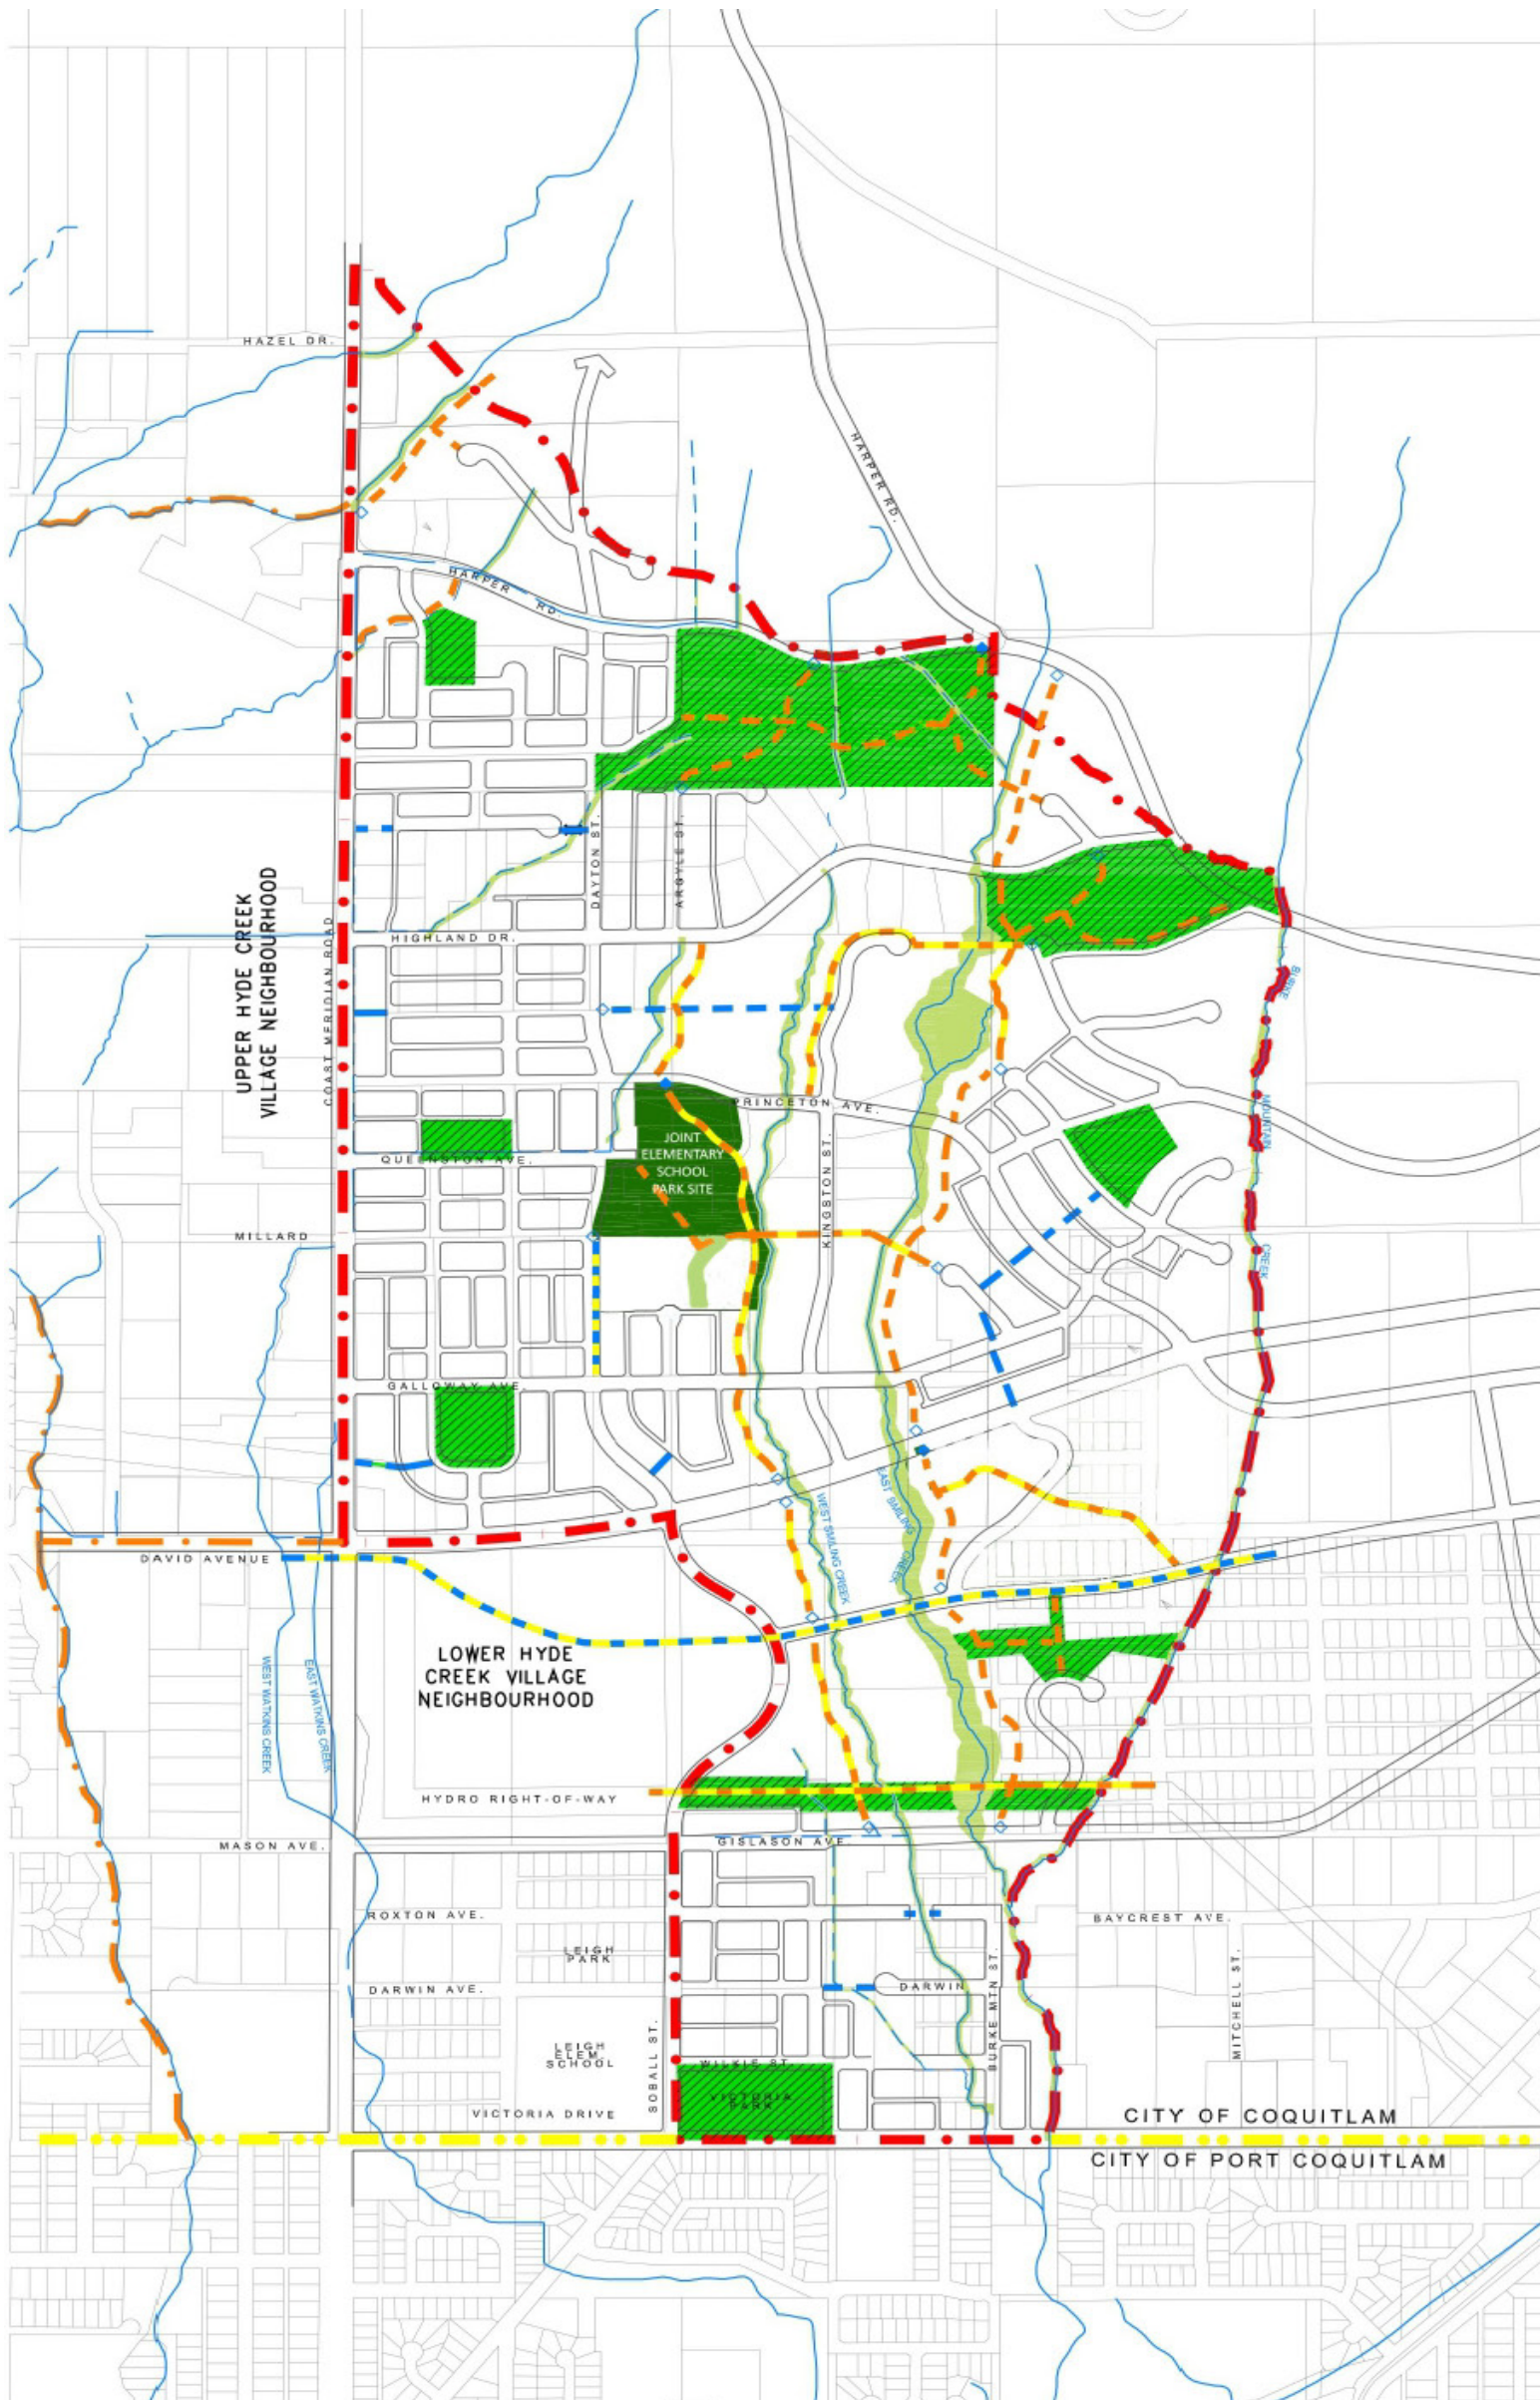 HAZEL DR.
HARPER RD.
HARPER RD
UPPER HYDE CREEK
VILLAGE NEIGHBOURHOOD
COAST MERIDIAN ROAD
DAYTON ST.
ARGYLE ST.
HIGHLAND DR.
BURKE
MOUNTAIN
CREEK
PRINCETON AVE.
KINGSTON ST.
JOINT
ELEMENTARY
SCHOOL
PARK SITE
QUEENSTON AVE.
MILLARD
GALLOWAY AVE.
WEST SMILING CREEK
EAST SMILING
CREEK
DAVID AVENUE
LOWER HYDE
CREEK VILLAGE
NEIGHBOURHOOD
WEST WATKINS CREEK
EAST WATKINS CREEK
HYDRO RIGHT-OF-WAY
MASON AVE.
GISLASON AVE
ROXTON AVE.
BAYCREST AVE.
LEIGH
PARK
DARWIN AVE.
DARWIN
BURKE MTN ST.
MITCHELL ST.
LEIGH
ELEM.
SCHOOL
SOBALL ST.
WILKIE ST.
VICTORIA
PARK
VICTORIA DRIVE
CITY OF COQUITLAM
CITY OF PORT COQUITLAM